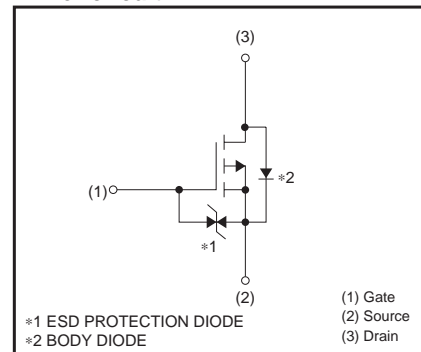 (3)
*2
(1)
*1
(2)
*1 ESD PROTECTION DIODE
*2 BODY DIODE
(1) Gate
(2) Source
(3) Drain